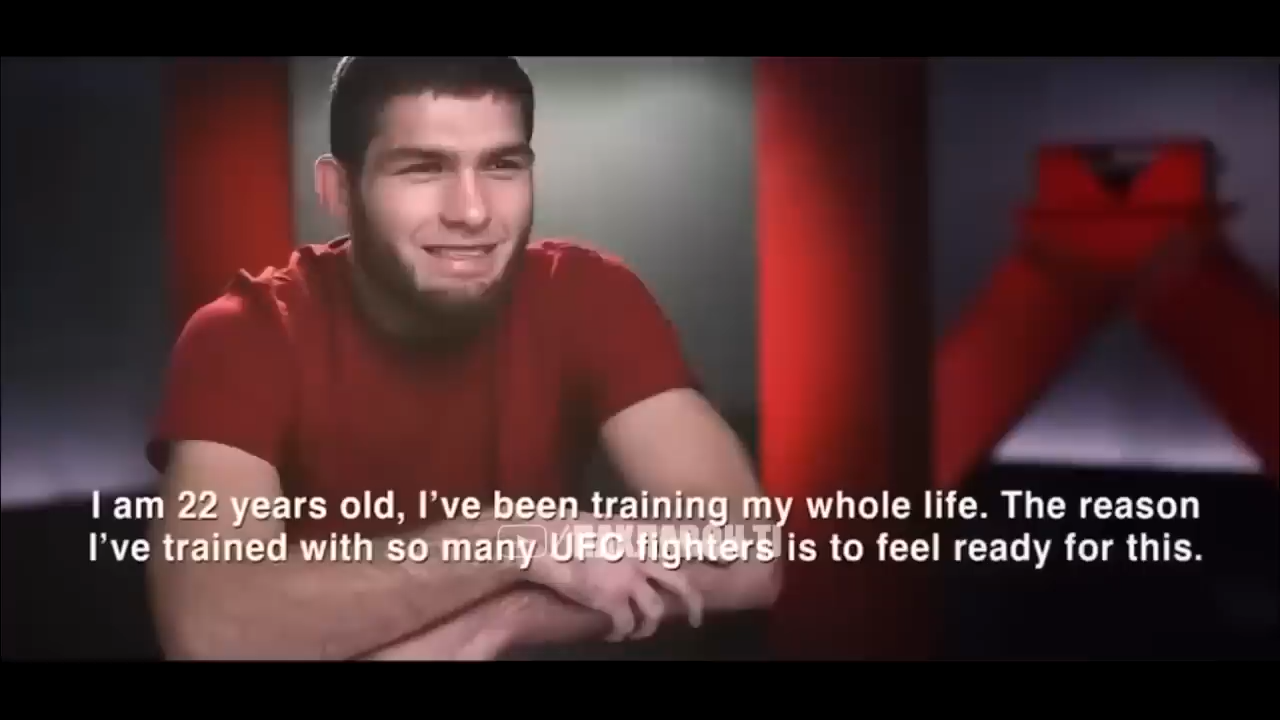 I am 22 years old, I've been training my whole life. The reason
I've trained with so many UFC fighters is to feel ready for this.